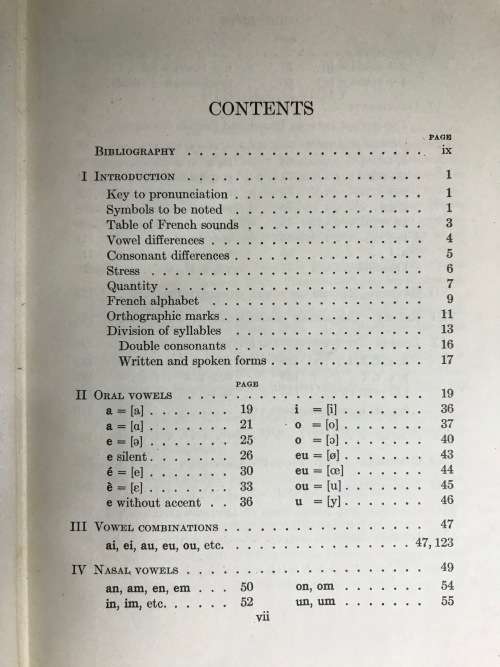 CONTENTS
PAGE
BIBLIOGRAPHY . . . . . . . . . . . . . . . . . . ix
I INTRODUCTION . . . . . . . . . . . . . . . . . . 1
Key to pronunciation . . . . . . . . . . . . . . 1
Symbols to be noted . . . . . . . . . . . . . . 1
Table of French sounds . . . . . . . . . . . . . 3
Vowel differences . . . . . . . . . . . . . . . 4
Consonant differences . . . . . . . . . . . . . 5
Stress . . . . . . . . . . . . . . . . . . . . 6
Quantity . . . . . . . . . . . . . . . . . . . 7
French alphabet . . . . . . . . . . . . . . . . 9
Orthographic marks . . . . . . . . . . . . . . . 11
Division of syllables . . . . . . . . . . . . . 13
Double consonants . . . . . . . . . . . . . . 16
Written and spoken forms . . . . . . . . . . . 17
PAGE
II ORAL VOWELS . . . . . . . . . . . . . . . . . . 19
a = [a] . . . . . . . 19 i = [i] . . . . . . . 36
a = [ɑ] . . . . . . . 21 o = [o] . . . . . . . 37
e = [ə] . . . . . . . 25 o = [ɔ] . . . . . . . 40
e silent . . . . . . . 26 eu = [ø] . . . . . . . 43
é = [e] . . . . . . . 30 eu = [œ] . . . . . . . 44
è = [ɛ] . . . . . . . 33 ou = [u] . . . . . . . 45
e without accent . . 36 u = [y] . . . . . . . 46
III VOWEL COMBINATIONS . . . . . . . . . . . . . . . 47
ai, ei, au, eu, ou, etc. . . . . . . . . . . . . 47, 123
IV NASAL VOWELS . . . . . . . . . . . . . . . . . . 49
an, am, en, em . . . 50 on, om . . . . . . . 54
in, im, etc. . . . . . 52 un, um . . . . . . . 55
vii